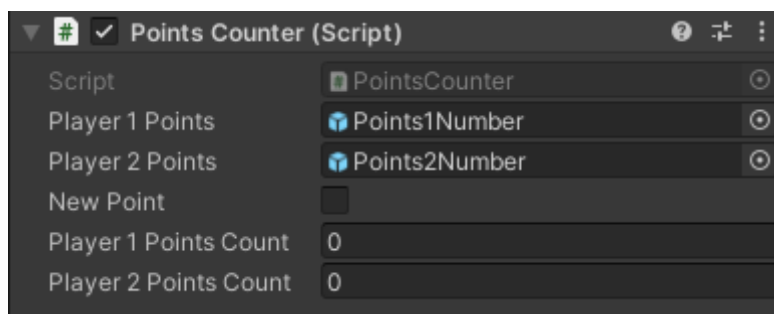 # Points Counter (Script)
Script # PointsCounter
Player 1 Points Points1Number
Player 2 Points Points2Number
New Point
Player 1 Points Count 0
Player 2 Points Count 0